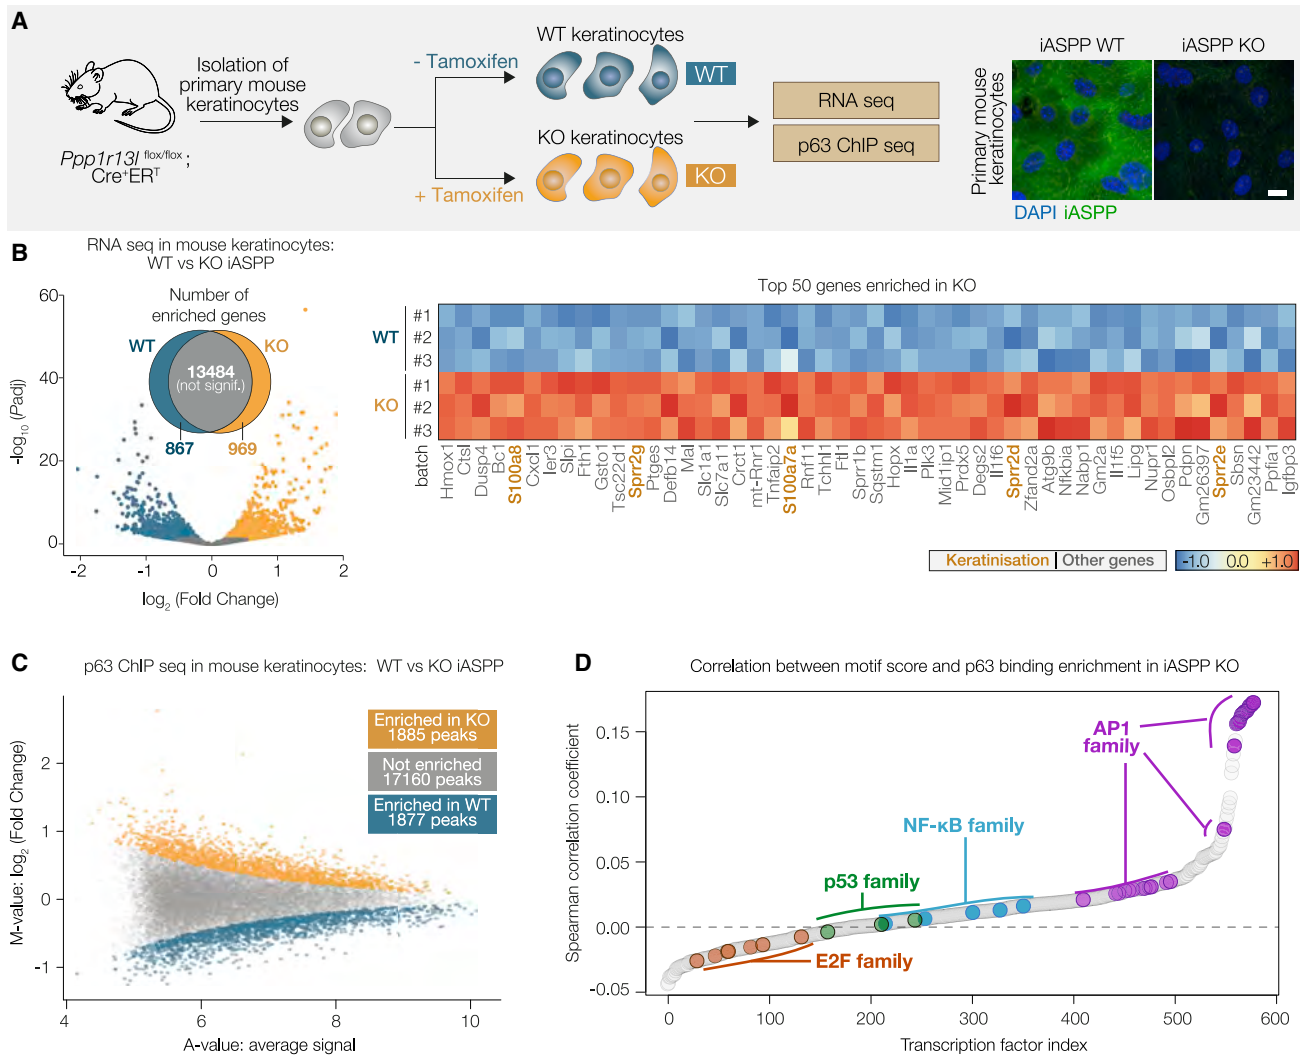 A
Isolation of
primary mouse
keratinocytes
Ppp1r13l flox/flox ;
Cre+ERT
- Tamoxifen
+ Tamoxifen
WT keratinocytes
WT
KO keratinocytes
KO
RNA seq
p63 ChIP seq
iASPP WT
iASPP KO
Primary mouse
keratinocytes
DAPI iASPP
B
RNA seq in mouse keratinocytes:
WT vs KO iASPP
Number of
enriched genes
WT
KO
13484
(not signif.)
867
969
-log10 (Padj)
60
40
20
0
-2
-1
0
1
2
log2 (Fold Change)
Top 50 genes enriched in KO
WT
#1
#2
#3
KO
#1
#2
#3
batch
Hmox1
Ctsl
Dusp4
Bc1
S100a8
Cxcl1
Ier3
Slpi
Fth1
Gsto1
Tsc22d1
Sprr2g
Ptges
Defb14
Mal
Slc1a1
Slc7a11
Crct1
mt-Rnr1
Tnfaip2
S100a7a
Rnf11
Tchhl1
Ftl1
Sprr1b
Sqstm1
Hopx
Il1a
Plk3
Mid1ip1
Prdx5
Degs2
Il1f6
Sprr2d
Zfand2a
Atg9b
Nfkbia
Nabp1
Gm2a
Il1f5
Lipg
Nupr1
Osbpl2
Pdpn
Gm26397
Sprr2e
Sbsn
Gm23442
Ppfia1
Igfbp3
Keratinisation
Other genes
-1.0
0.0
+1.0
C
p63 ChIP seq in mouse keratinocytes: WT vs KO iASPP
Enriched in KO
1885 peaks
Not enriched
17160 peaks
Enriched in WT
1877 peaks
M-value: log2 (Fold Change)
2
1
0
-1
4
6
8
10
A-value: average signal
D
Correlation between motif score and p63 binding enrichment in iASPP KO
Spearman correlation coefficient
0.15
0.10
0.05
0.00
-0.05
AP1
family
NF-κB family
p53 family
E2F family
0
100
200
300
400
500
600
Transcription factor index